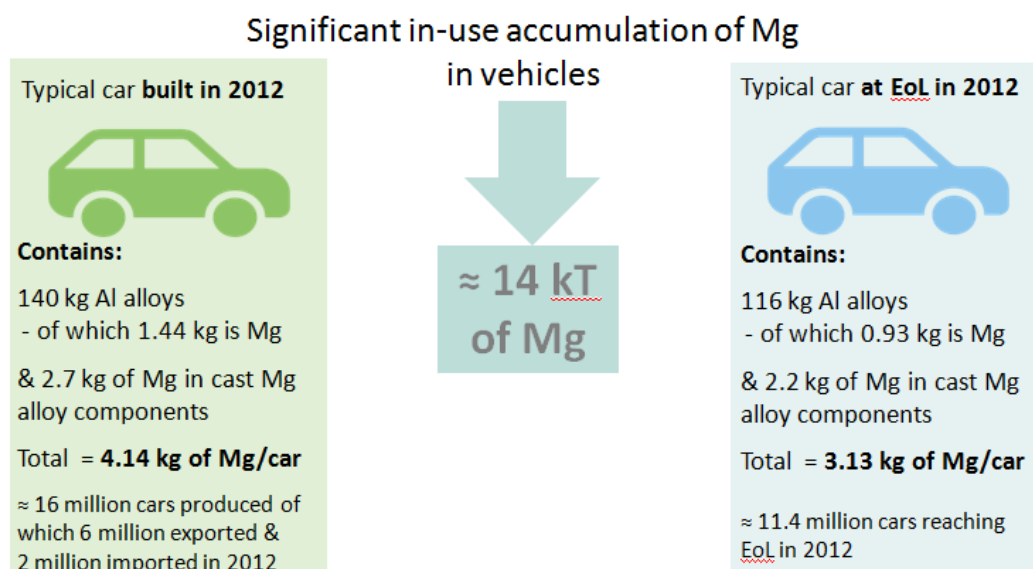 Significant in-use accumulation of Mg
in vehicles
Typical car built in 2012
Contains:
140 kg Al alloys
- of which 1.44 kg is Mg
& 2.7 kg of Mg in cast Mg
alloy components
Total = 4.14 kg of Mg/car
≈ 16 million cars produced of
which 6 million exported &
2 million imported in 2012
≈ 14 kT
of Mg
Typical car at EoL in 2012
Contains:
116 kg Al alloys
- of which 0.93 kg is Mg
& 2.2 kg of Mg in cast Mg
alloy components
Total = 3.13 kg of Mg/car
≈ 11.4 million cars reaching
EoL in 2012